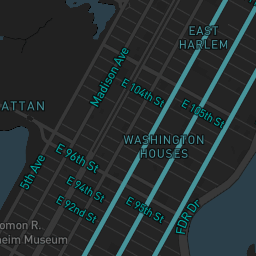 EAST
HARLEM
Madison Ave
E 104th St
E 105th St
ATTAN
WASHINGTON
HOUSES
E 96th St
5th Ave
E 94th St
E 95th St
E 92nd St
FDR Dr
omon R.
heim Museum